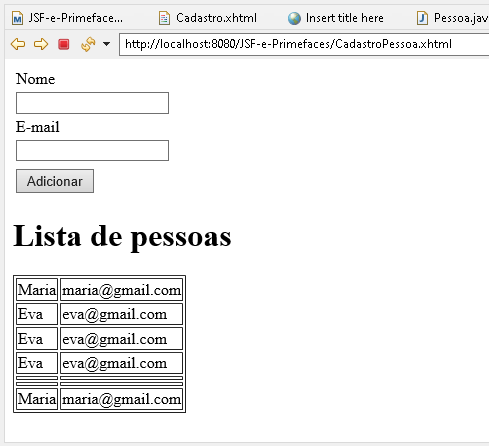 JSF-e-Primeface... Cadastro.xhtml Insert title here Pessoa.jav
http://localhost:8080/JSF-e-Primefaces/CadastroPessoa.xhtml
Nome
E-mail
Adicionar
Lista de pessoas
Maria maria@gmail.com
Eva eva@gmail.com
Eva eva@gmail.com
Eva eva@gmail.com
Maria maria@gmail.com